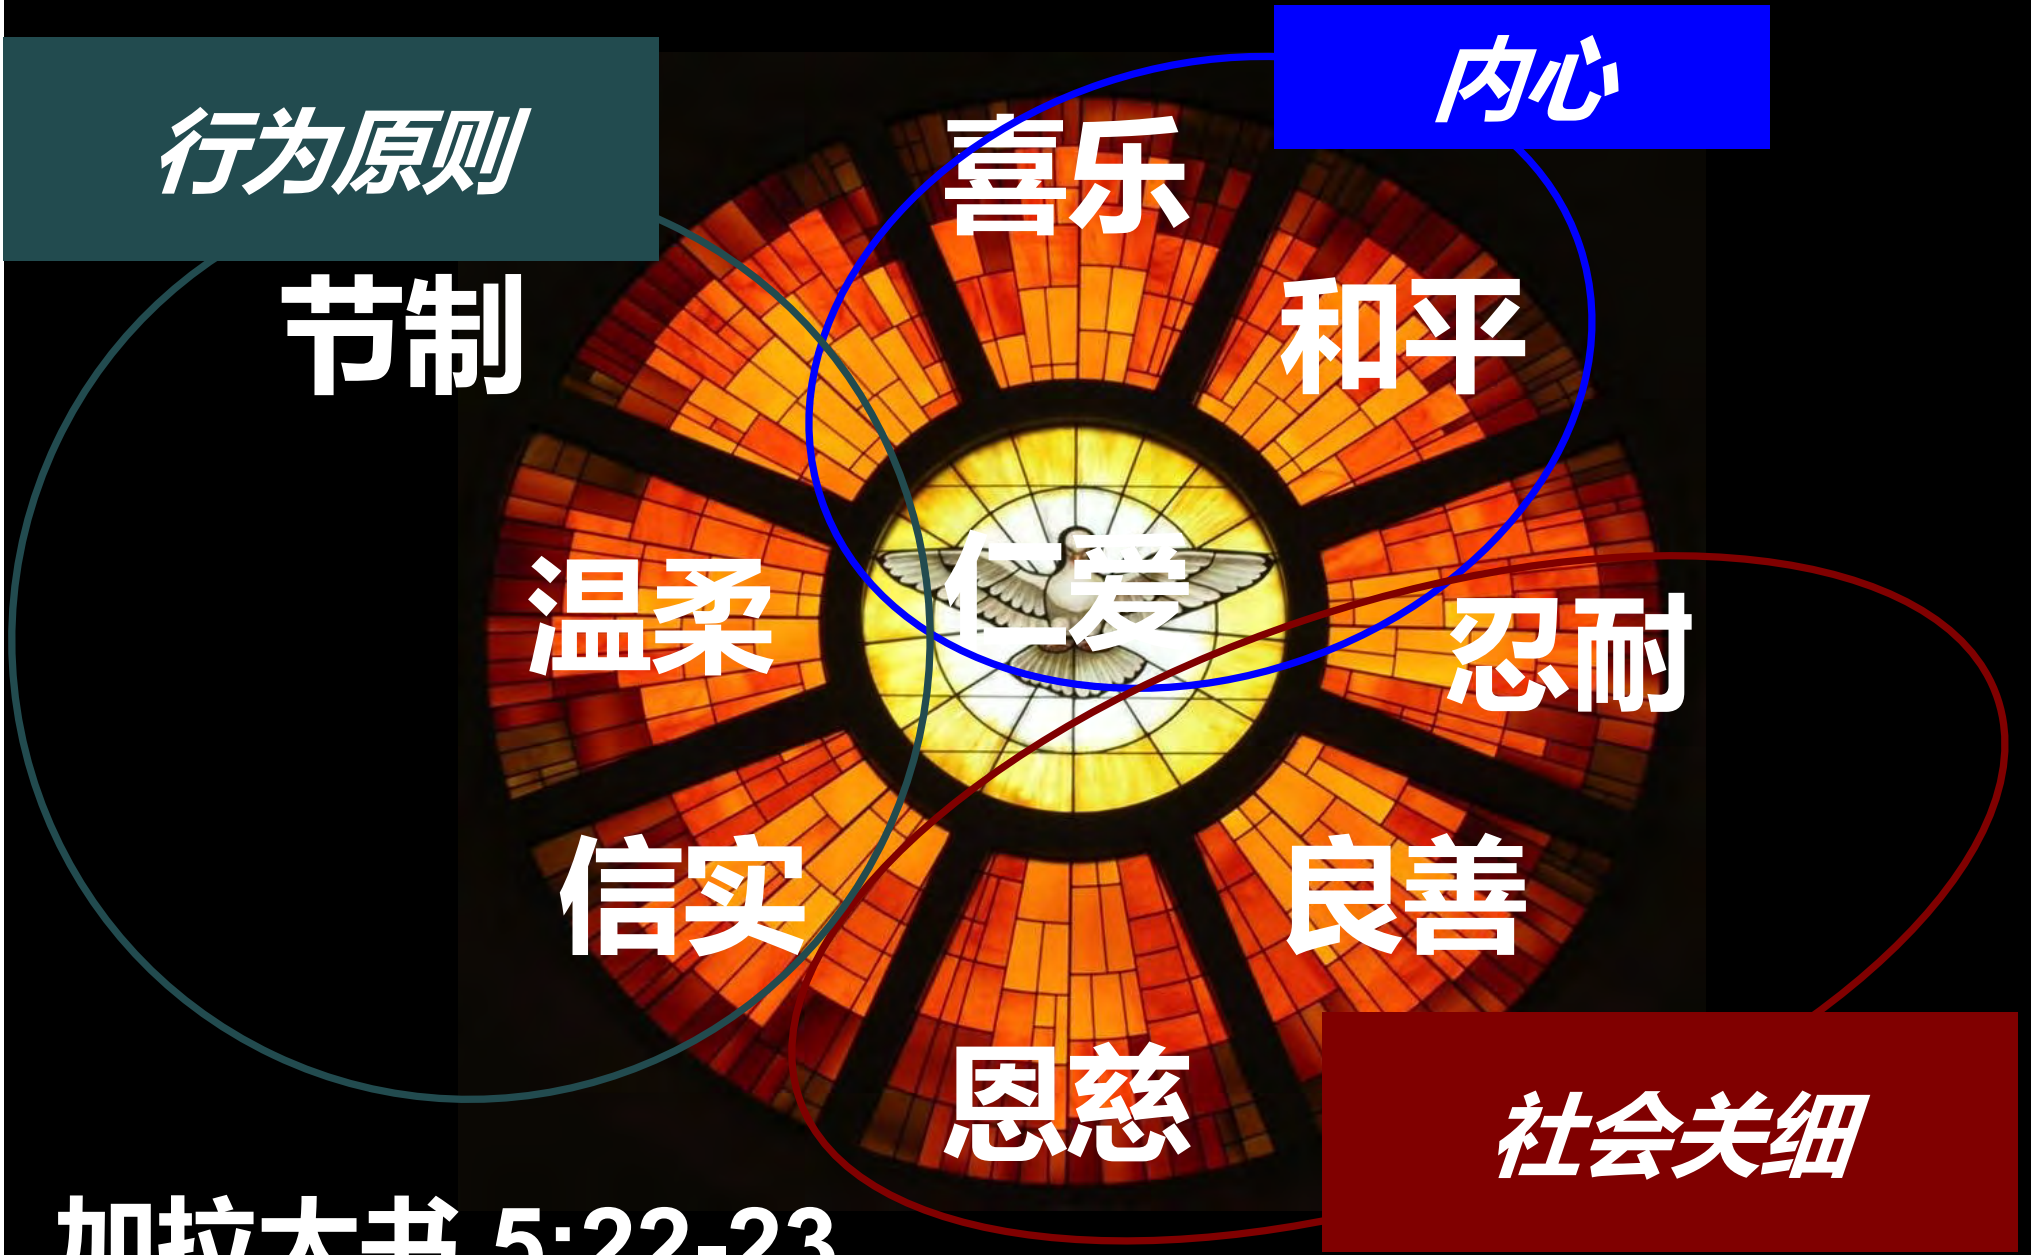 内心
行为原则
喜乐
节制
和平
仁爱
温柔
忍耐
信实
良善
恩慈
社会关细
加拉太书 5:22-23